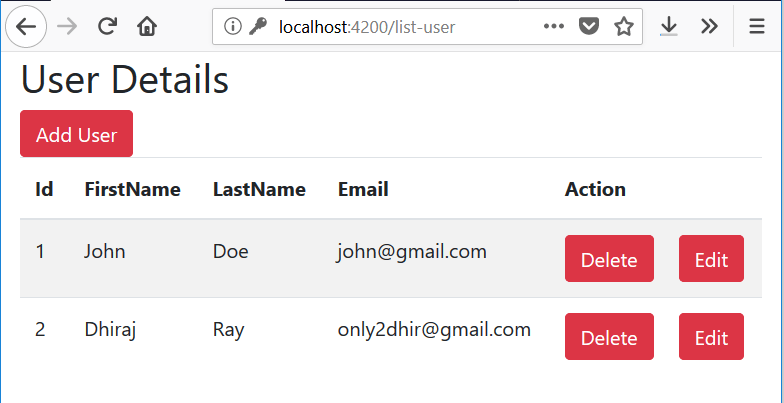 localhost:4200/list-user
User Details
Add User
Id FirstName LastName Email Action
1 John Doe john@gmail.com Delete Edit
2 Dhiraj Ray only2dhir@gmail.com Delete Edit